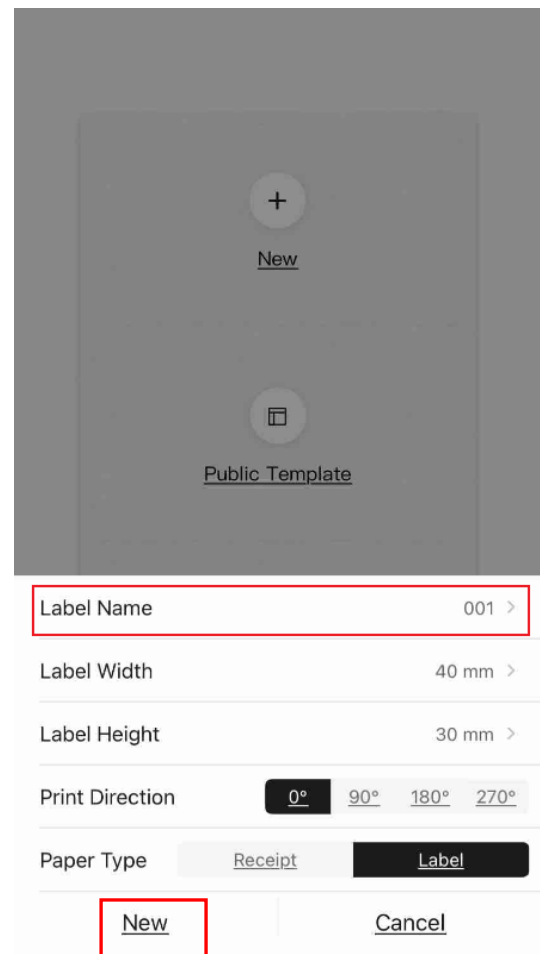 +
New
Public Template
Label Name 001 >
Label Width 40 mm >
Label Height 30 mm >
Print Direction 0° 90° 180° 270°
Paper Type Receipt Label
New Cancel